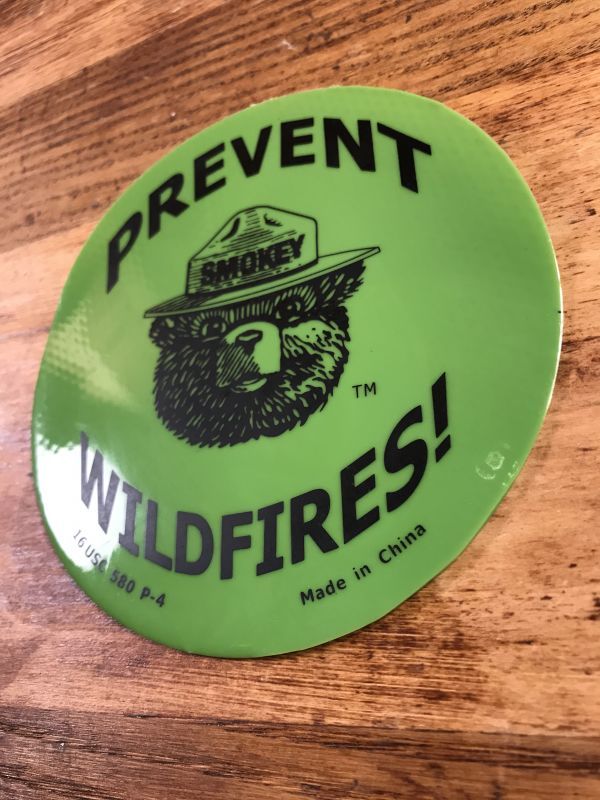 PREVENT
SMOKEY
TM
WILDFIRES!
16 USC 580 P-4
Made in China